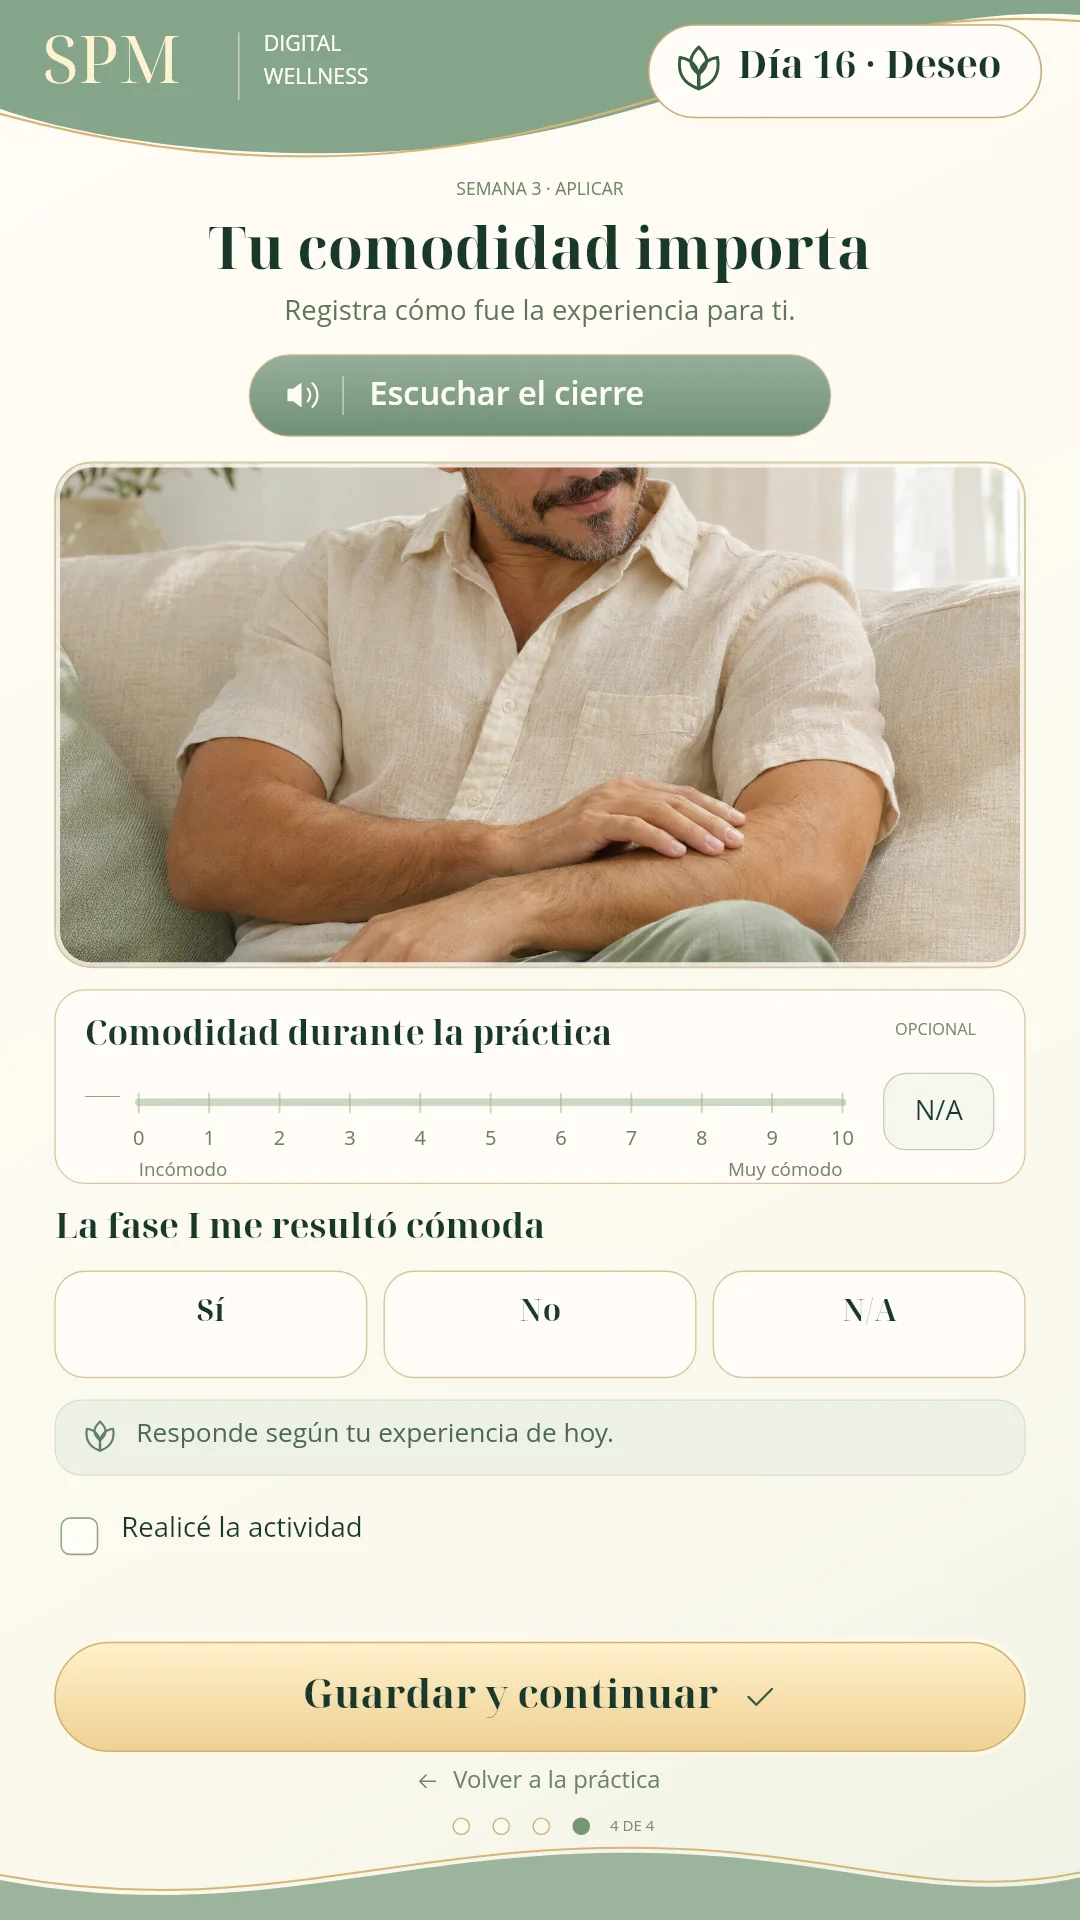 SPM
DIGITAL
WELLNESS
Día 16 · Deseo
SEMANA 3 · APLICAR
Tu comodidad importa
Registra cómo fue la experiencia para ti.
Escuchar el cierre
Comodidad durante la práctica
OPCIONAL
0 1 2 3 4 5 6 7 8 9 10
N/A
Incómodo Muy cómodo
La fase I me resultó cómoda
Sí No N/A
Responde según tu experiencia de hoy.
Realicé la actividad
Guardar y continuar ✓
← Volver a la práctica
4 DE 4